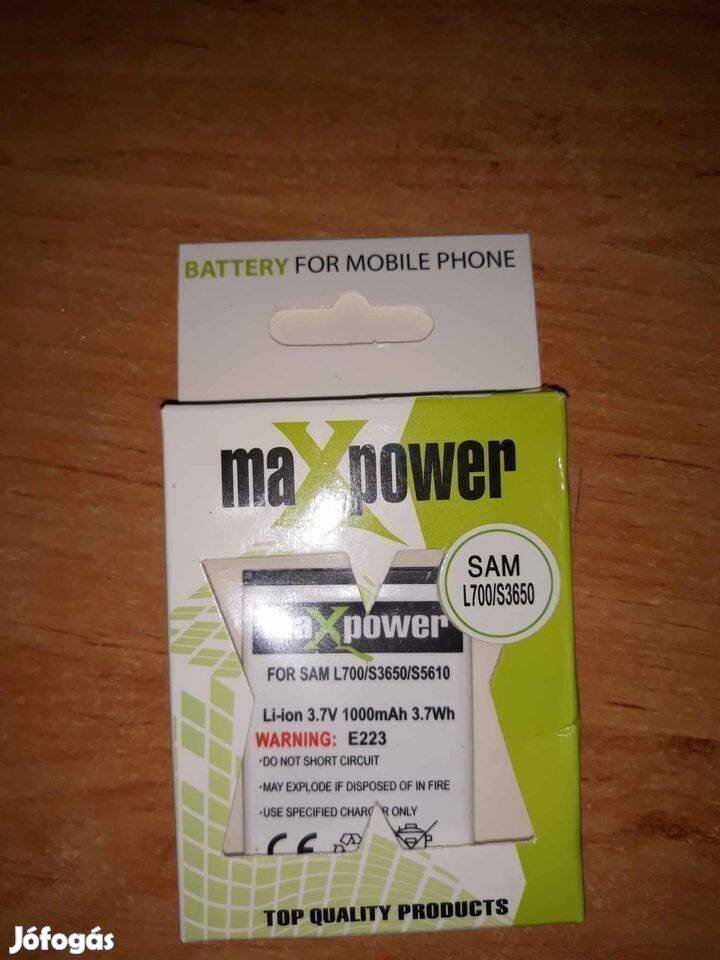 BATTERY FOR MOBILE PHONE
maXpower
SAM
L700/S3650
maXpower
FOR SAM L700/S3650/S5610
Li-ion 3.7V 1000mAh 3.7Wh
WARNING: E223
·DO NOT SHORT CIRCUIT
·MAY EXPLODE IF DISPOSED OF IN FIRE
·USE SPECIFIED CHARGER ONLY
CE
TOP QUALITY PRODUCTS
Jófogás